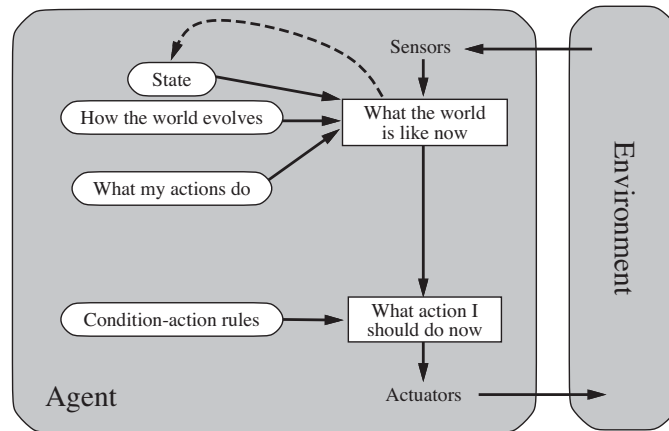 Sensors
State
How the world evolves
What the world
is like now
What my actions do
Condition-action rules
What action I
should do now
Agent
Actuators
Environment